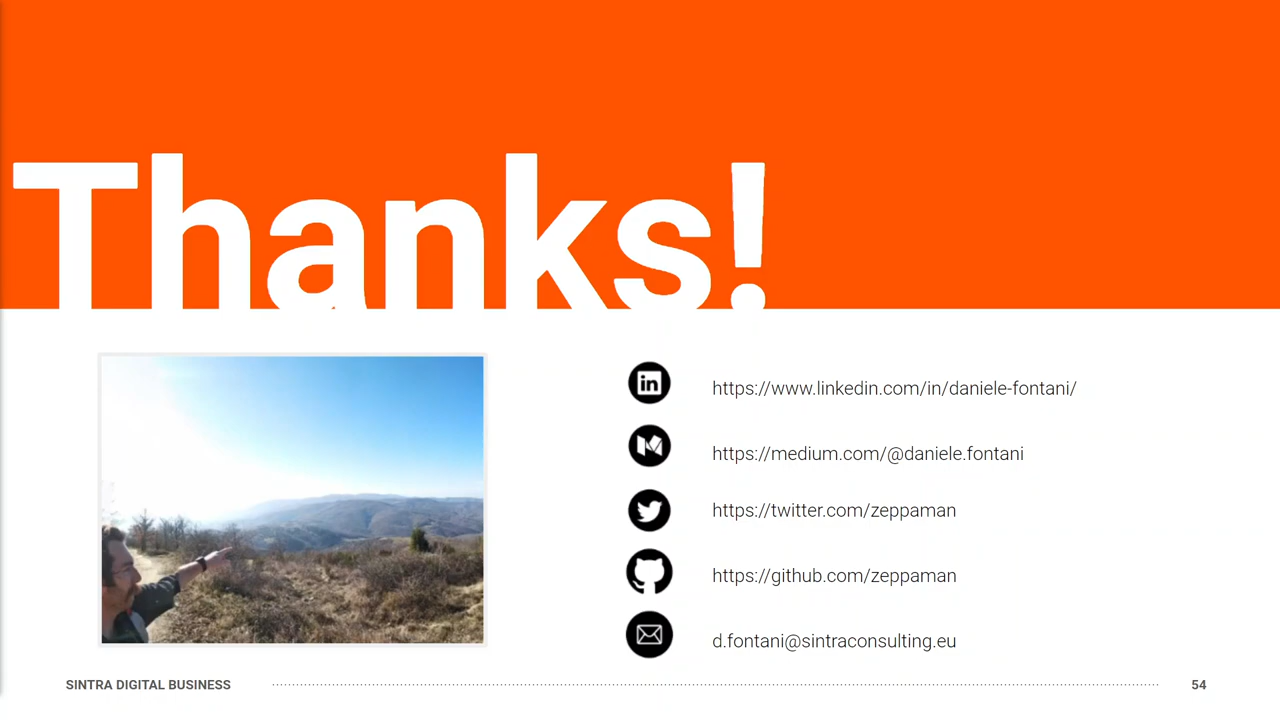 Thanks!
https://www.linkedin.com/in/daniele-fontani/
https://medium.com/@daniele.fontani
https://twitter.com/zeppaman
https://github.com/zeppaman
d.fontani@sintraconsulting.eu
SINTRA DIGITAL BUSINESS
54